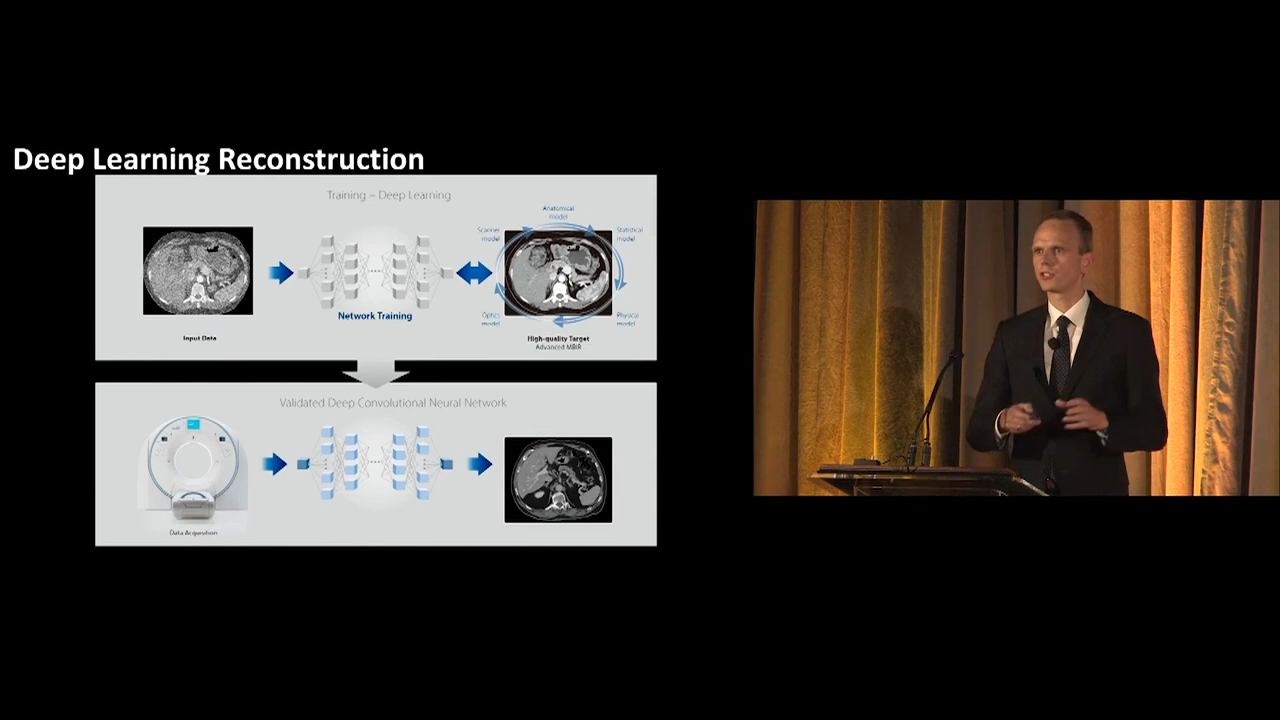 Deep Learning Reconstruction
Training – Deep Learning
Anatomical
model
Scanner
model
Statistical
model
Network Training
Optics
model
Physical
model
Input Data
High-quality Target
Advanced MBIR
Validated Deep Convolutional Neural Network
Data Acquisition